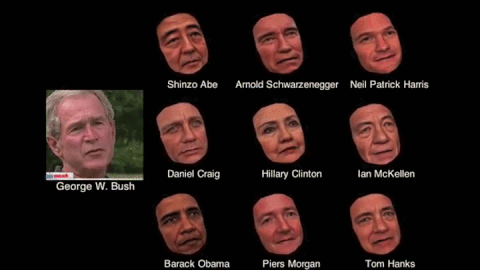 Shinzo Abe
Arnold Schwarzenegger
Neil Patrick Harris
Daniel Craig
Hillary Clinton
Ian McKellen
George W. Bush
Barack Obama
Piers Morgan
Tom Hanks